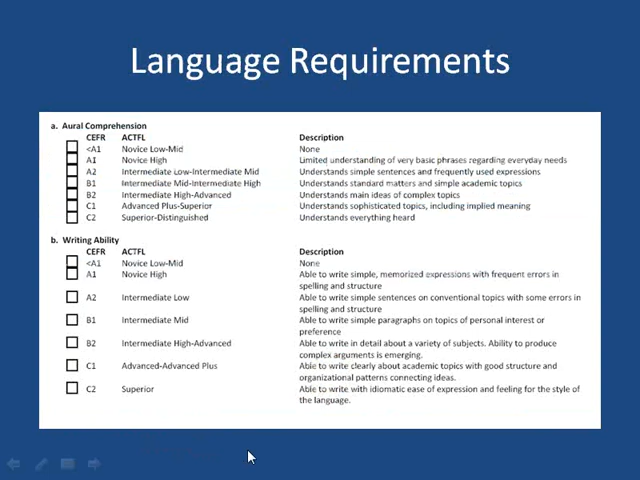 Language Requirements
a. Aural Comprehension
CEFR ACTFL Description
<A1 Novice Low-Mid None
A1 Novice High Limited understanding of very basic phrases regarding everyday needs
A2 Intermediate Low-Intermediate Mid Understands simple sentences and frequently used expressions
B1 Intermediate Mid-Intermediate High Understands standard matters and simple academic topics
B2 Intermediate High-Advanced Understands main ideas of complex topics
C1 Advanced Plus-Superior Understands sophisticated topics, including implied meaning
C2 Superior-Distinguished Understands everything heard
b. Writing Ability
CEFR ACTFL Description
<A1 Novice Low-Mid None
A1 Novice High Able to write simple, memorized expressions with frequent errors in
spelling and structure
A2 Intermediate Low Able to write simple sentences on conventional topics with some errors in
spelling and structure
B1 Intermediate Mid Able to write simple paragraphs on topics of personal interest or
preference
B2 Intermediate High-Advanced Able to write in detail about a variety of subjects. Ability to produce
complex arguments is emerging.
C1 Advanced-Advanced Plus Able to write clearly about academic topics with good structure and
organizational patterns connecting ideas.
C2 Superior Able to write with idiomatic ease of expression and feeling for the style of
the language.